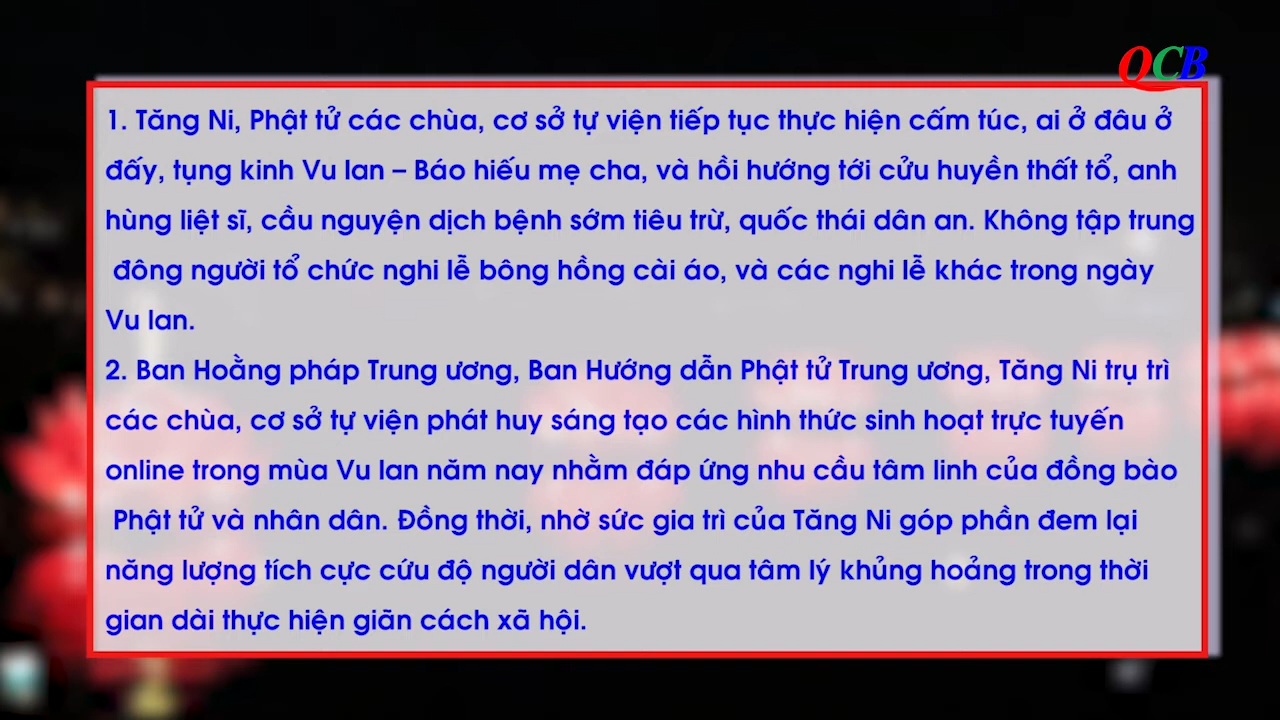 QCB
1. Tăng Ni, Phật tử các chùa, cơ sở tự viện tiếp tục thực hiện cấm túc, ai ở đâu ở
đấy, tụng kinh Vu lan – Báo hiếu mẹ cha, và hồi hướng tới cửu huyền thất tổ, anh
hùng liệt sĩ, cầu nguyện dịch bệnh sớm tiêu trừ, quốc thái dân an. Không tập trung
đông người tổ chức nghi lễ bông hồng cài áo, và các nghi lễ khác trong ngày
Vu lan.
2. Ban Hoằng pháp Trung ương, Ban Hướng dẫn Phật tử Trung ương, Tăng Ni trụ trì
các chùa, cơ sở tự viện phát huy sáng tạo các hình thức sinh hoạt trực tuyến
online trong mùa Vu lan năm nay nhằm đáp ứng nhu cầu tâm linh của đồng bào
Phật tử và nhân dân. Đồng thời, nhờ sức gia trì của Tăng Ni góp phần đem lại
năng lượng tích cực cứu độ người dân vượt qua tâm lý khủng hoảng trong thời
gian dài thực hiện giãn cách xã hội.